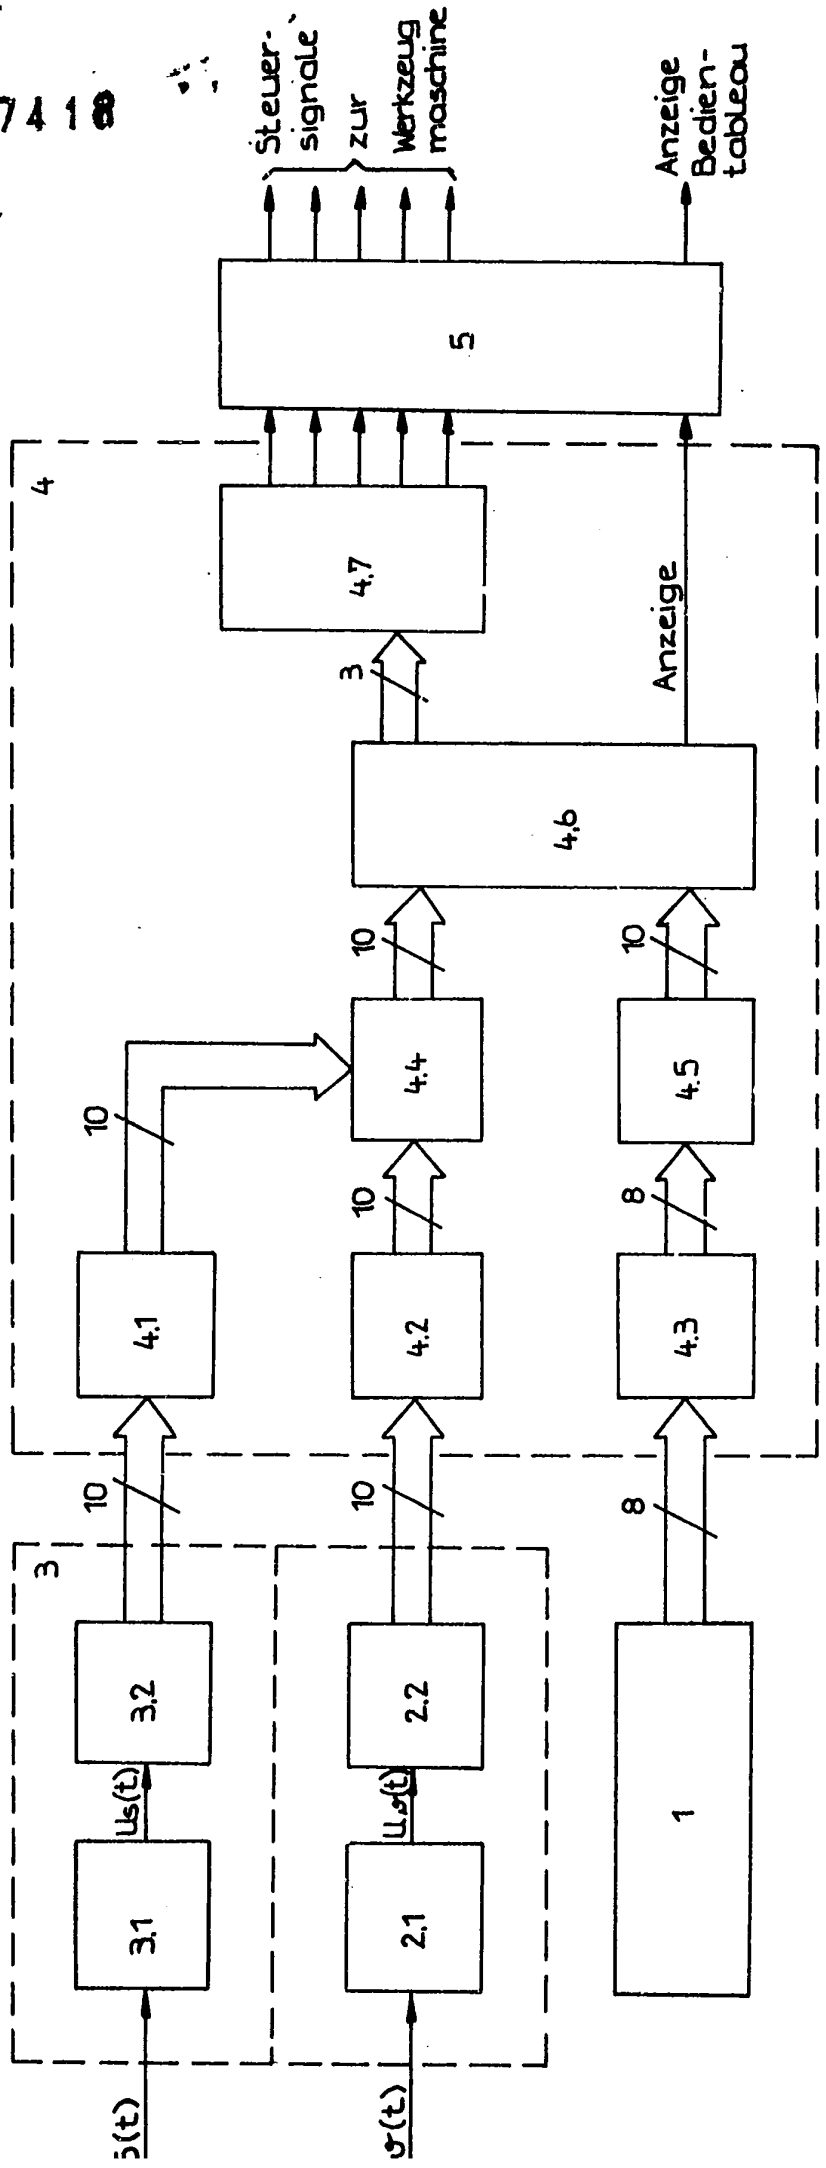 7418
Steuer-
signale
zur
Werkzeug
maschine
Anzeige
Bedien-
tableau
5
4
4.7
3
Anzeige
4.6
10
10
4.4
4.5
10
10
8
4.1
4.2
4.3
10
10
8
3
3.2
2.2
1
Us(t)
Uϑ(t)
3.1
2.1
s(t)
ϑ(t)